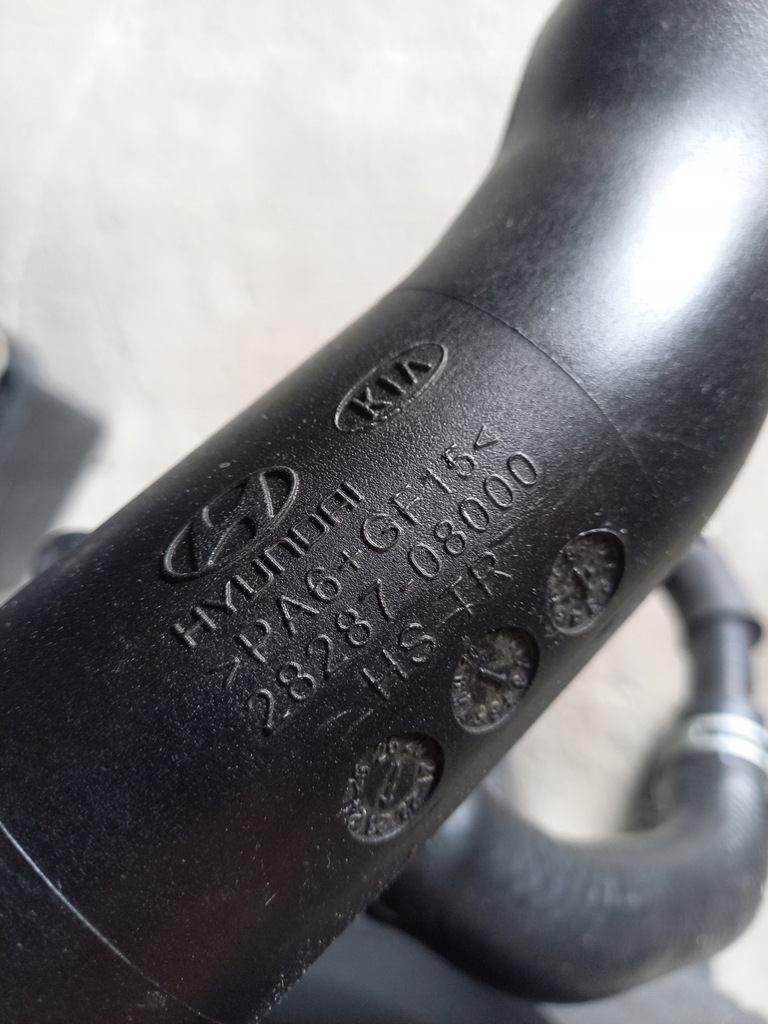 KIA
HYUNDAI
>PA6+GF15<
28287-08000
HS TR